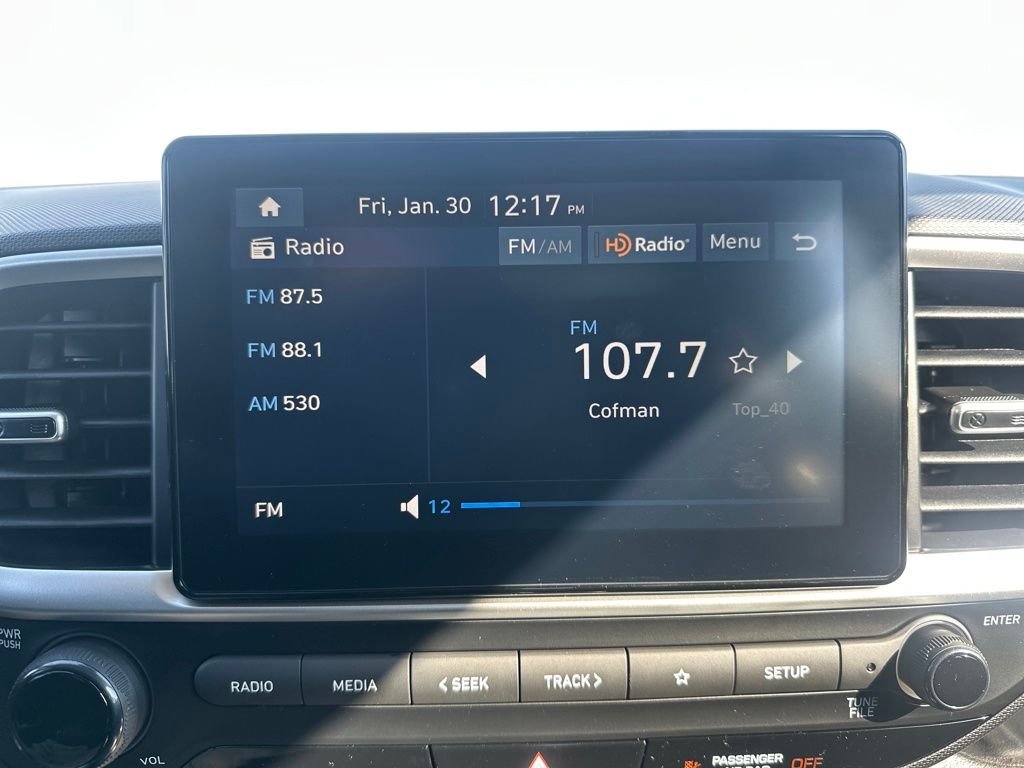 Fri, Jan. 30 12:17 PM
Radio FM/AM HD Radio Menu
FM 87.5
FM 88.1
AM 530
FM
107.7
Cofman Top_40
FM 12
PWR
PUSH
VOL
RADIO MEDIA < SEEK TRACK > SETUP
ENTER
TUNE
FILE
PASSENGER
AIR BAG OFF